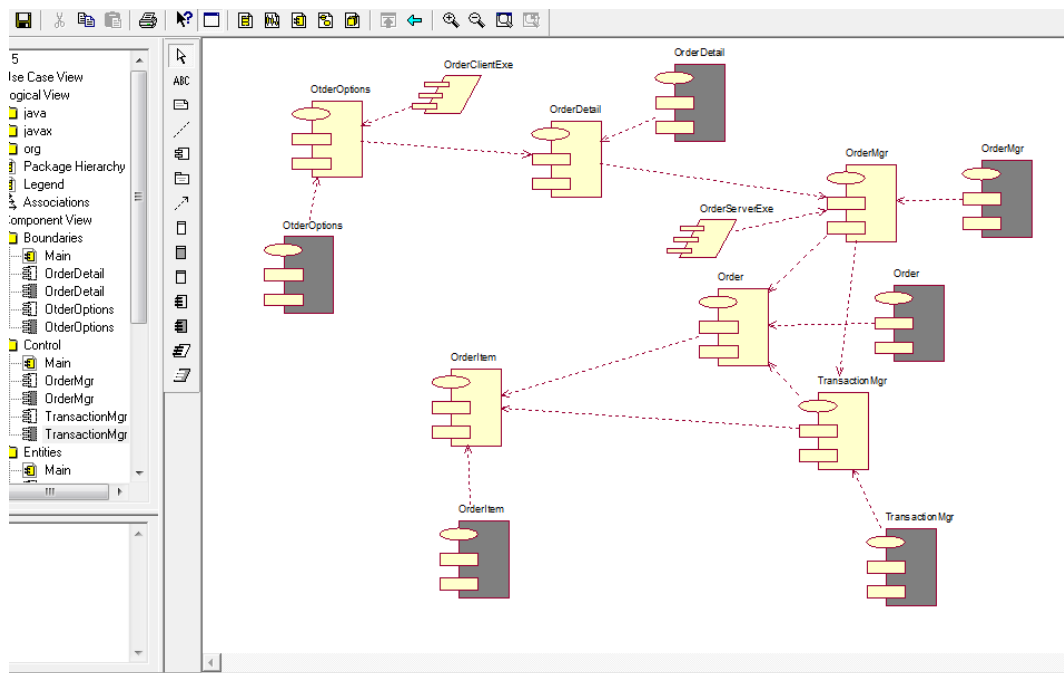 5
Jse Case View
ogical View
java
javax
org
Package Hierarchy
Legend
Associations
Component View
Boundaries
Main
OrderDetail
OrderDetail
OtderOptions
OtderOptions
Control
Main
OrderMgr
OrderMgr
TransactionMgr
TransactionMgr
Entities
Main
ABC
OrderClientExe
OrderDetail
OtderOptions
OrderDetail
OrderMgr
OrderMgr
OrderServerExe
OtderOptions
Order
Order
OrderItem
TransactionMgr
OrderItem
TransactionMgr